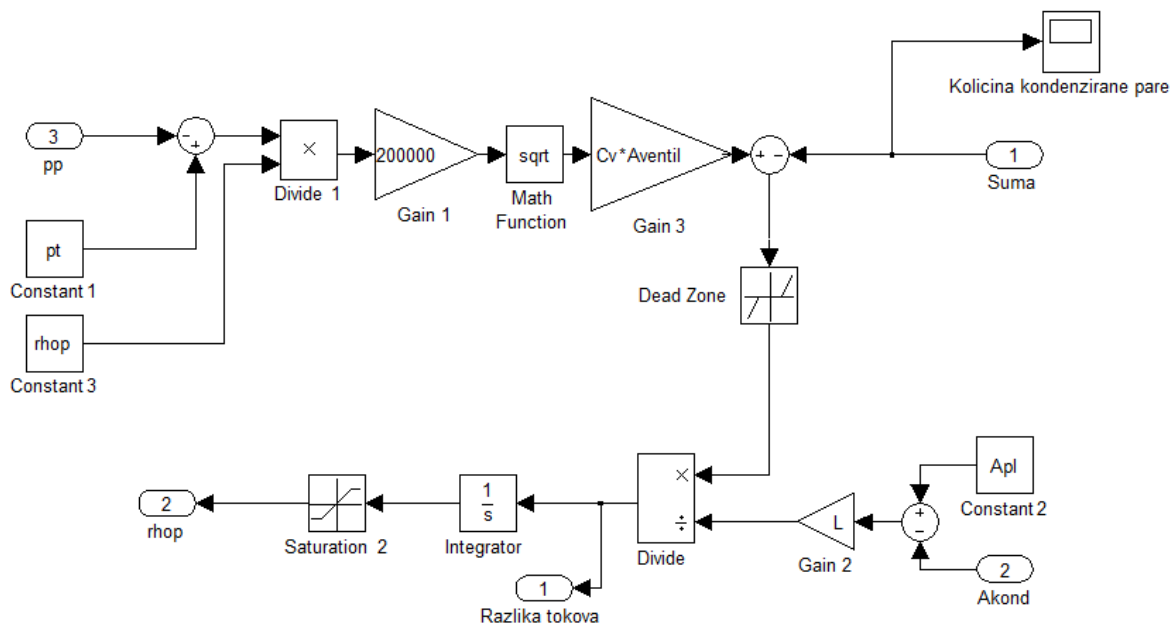 Kolicina kondenzirane pare
3
pp
-
+
×
Divide 1
200000
Gain 1
sqrt
Math
Function
Cv*Aventil
Gain 3
+ -
1
Suma
pt
Constant 1
rhop
Constant 3
Dead Zone
2
rhop
Saturation 2
1
s
Integrator
×
÷
Divide
L
Gain 2
+
-
Apl
Constant 2
2
Akond
1
Razlika tokova